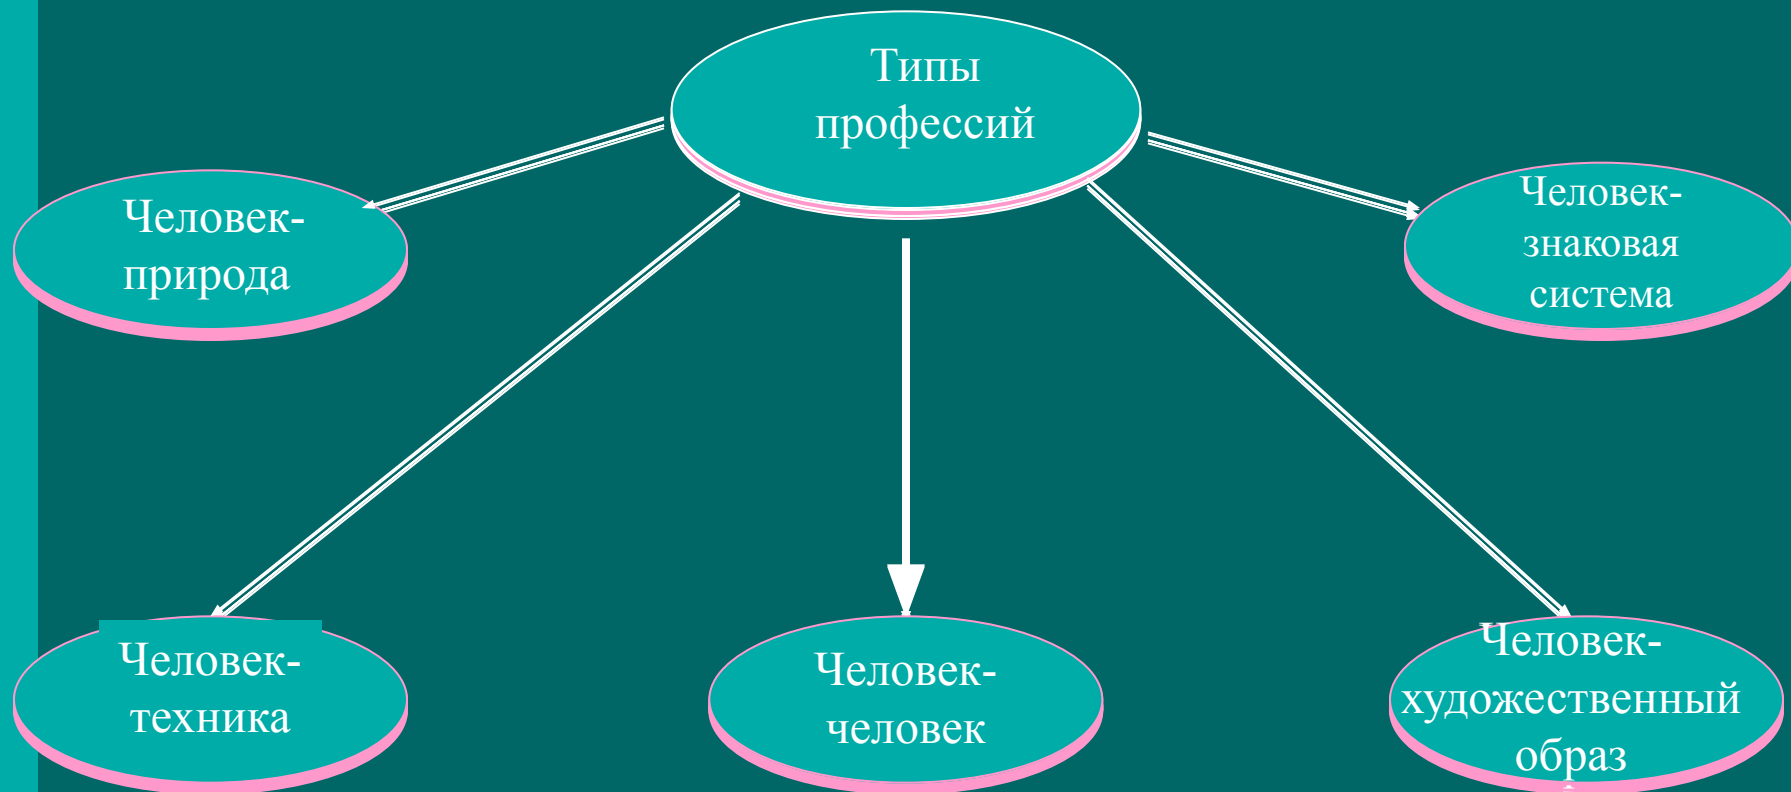 Типы
профессий
Человек-
природа
Человек-
знаковая
система
Человек-
техника
Человек-
человек
Человек-
художественный
образ